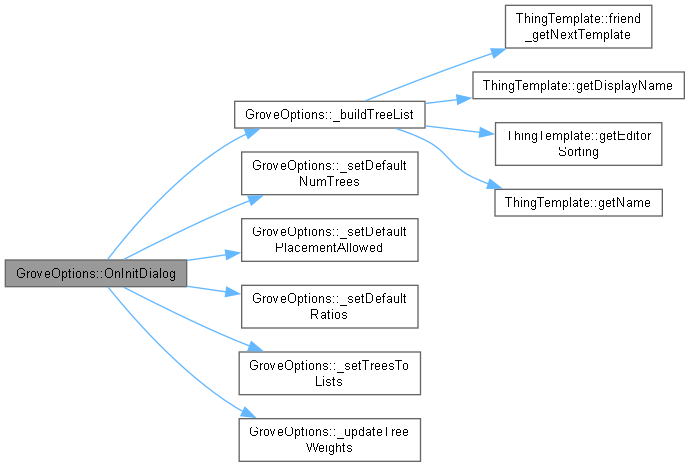 ThingTemplate::friend
_getNextTemplate
ThingTemplate::getDisplayName
GroveOptions::_buildTreeList
ThingTemplate::getEditor
Sorting
GroveOptions::_setDefault
NumTrees
ThingTemplate::getName
GroveOptions::_setDefault
PlacementAllowed
GroveOptions::OnInitDialog
GroveOptions::_setDefault
Ratios
GroveOptions::_setTreesTo
Lists
GroveOptions::_updateTree
Weights